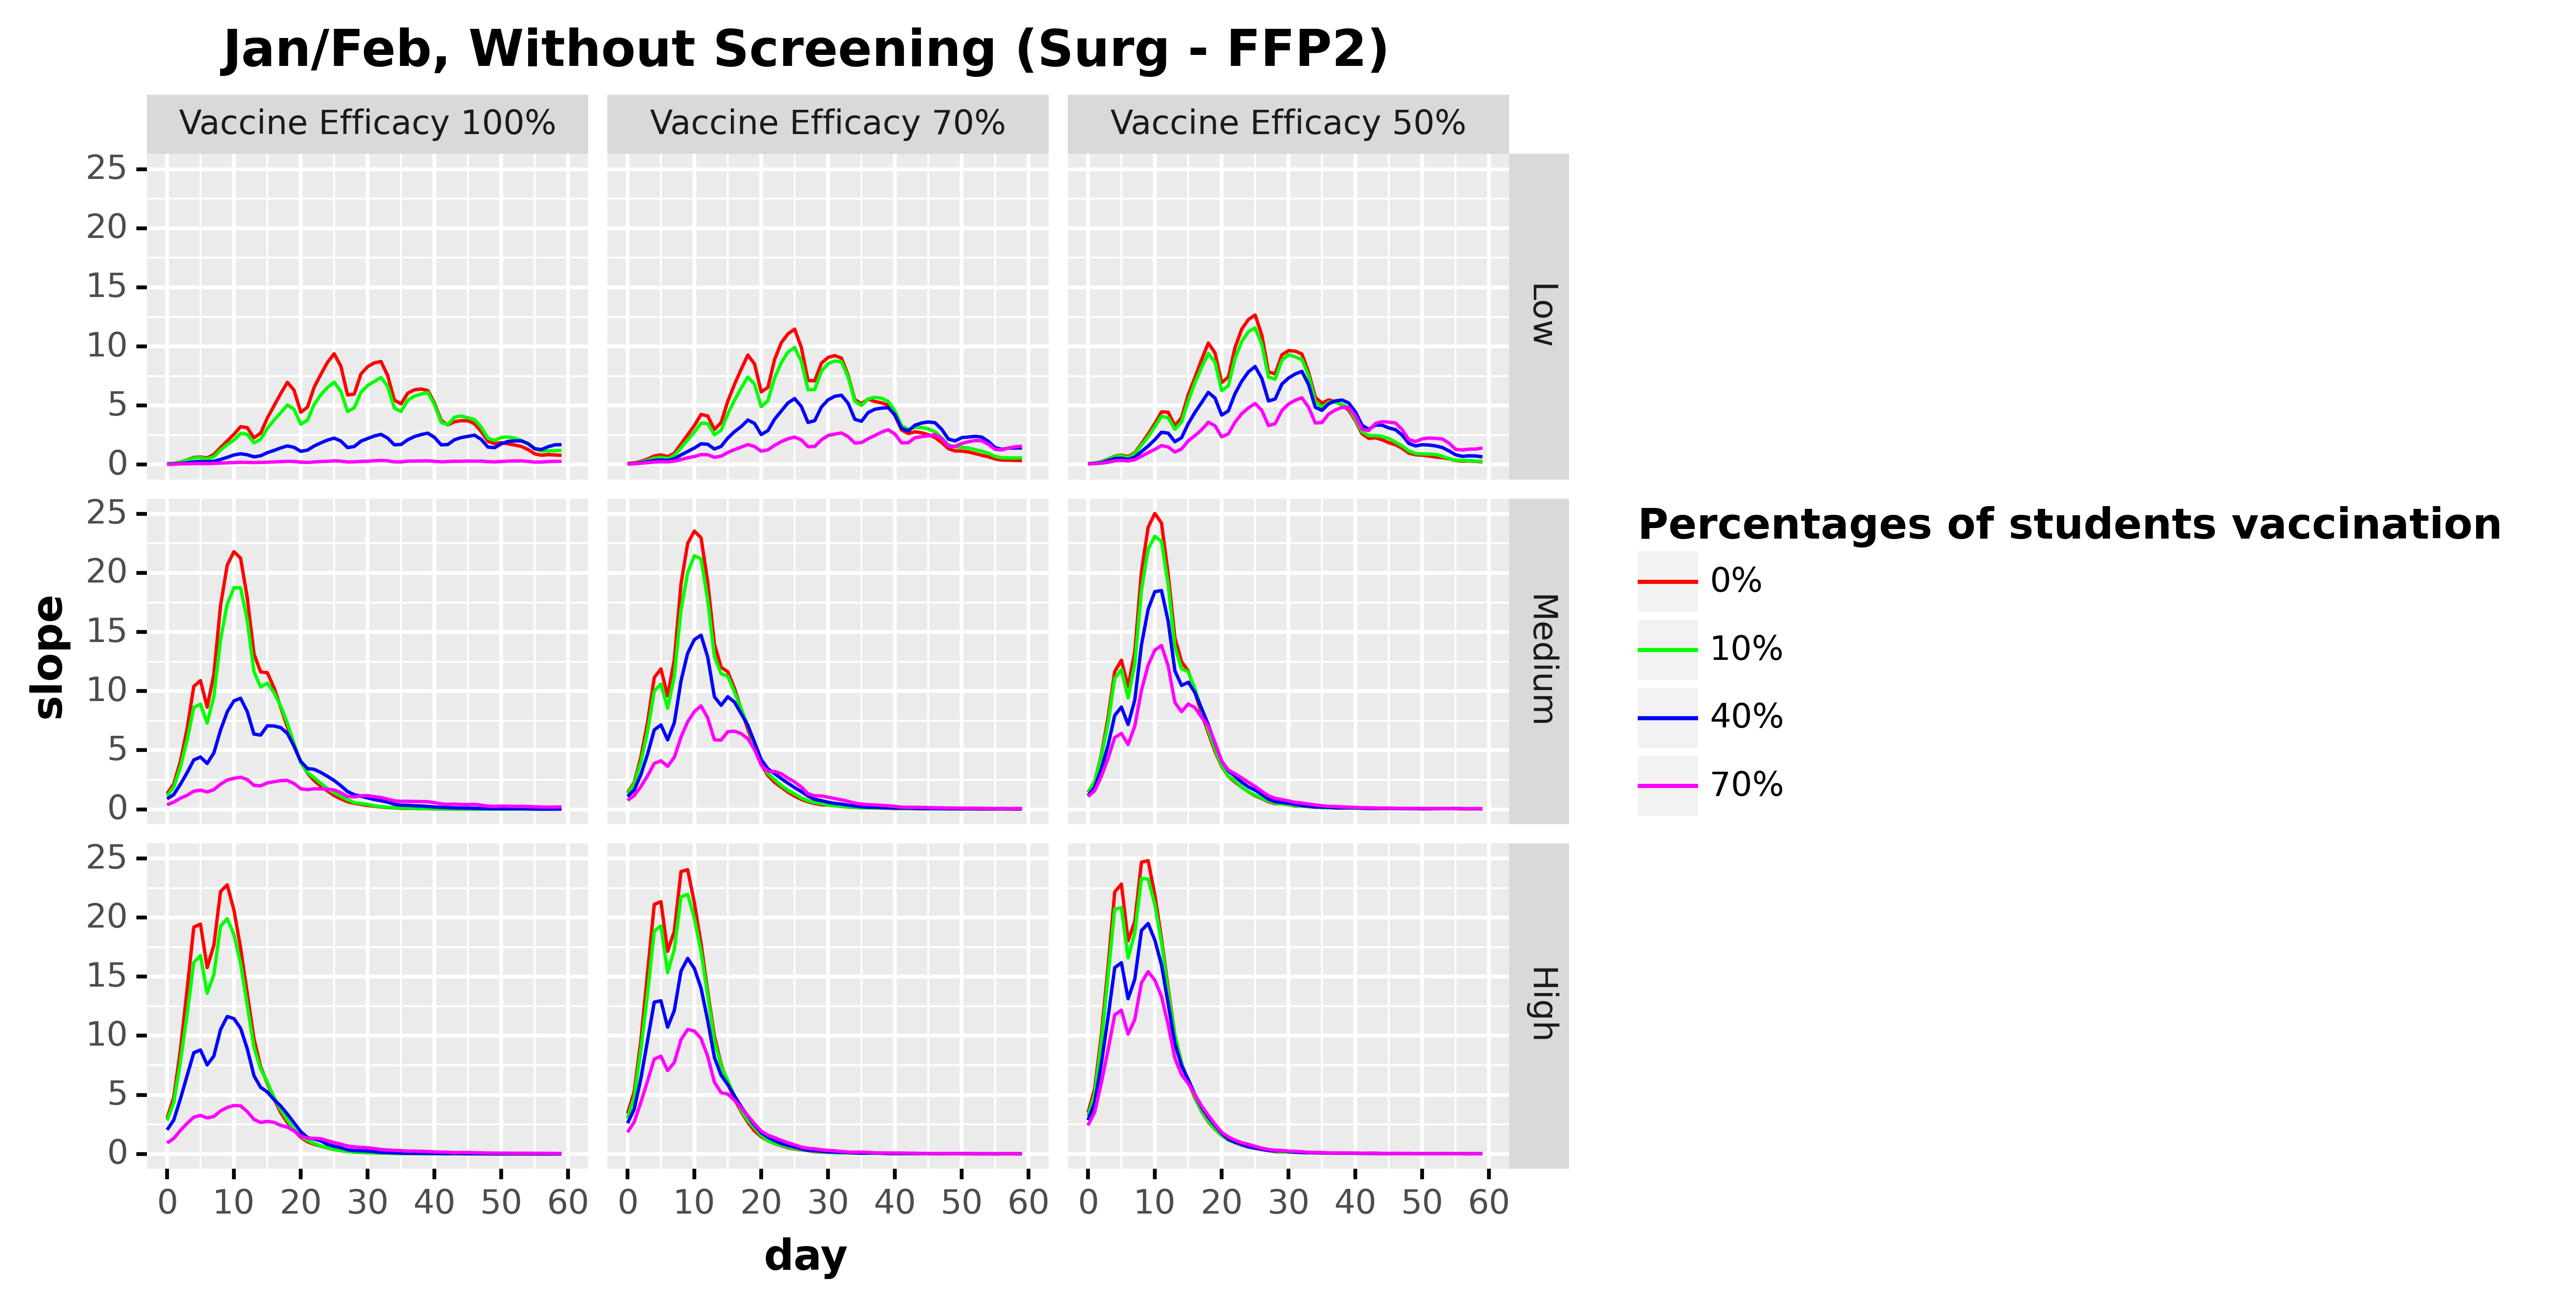 Jan/Feb, Without Screening (Surg - FFP2)
Vaccine Efficacy 100%
Vaccine Efficacy 70%
Vaccine Efficacy 50%
25
20
15
10
5
0
Low
25
20
15
10
5
0
Medium
25
20
15
10
5
0
High
slope
0 10 20 30 40 50 60
0 10 20 30 40 50 60
0 10 20 30 40 50 60
day
Percentages of students vaccination
0%
10%
40%
70%